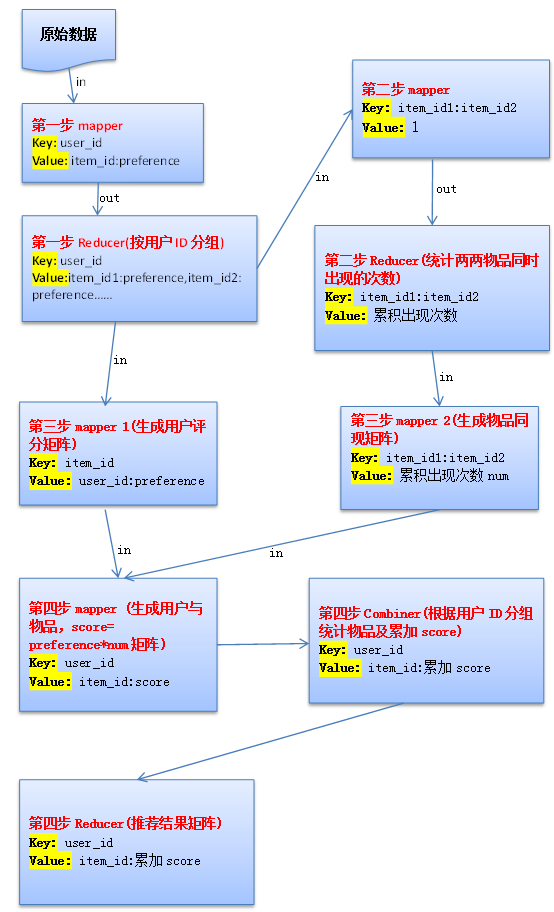 原始数据
in
第一步 mapper
Key: user_id
Value: item_id:preference
out
第一步 Reducer(按用户 ID 分组)
Key: user_id
Value:item_id1:preference,item_id2:
preference……
in
第二步 mapper
Key: item_id1:item_id2
Value: 1
out
第二步 Reducer(统计两两物品同时
出现的次数)
Key: item_id1:item_id2
Value: 累积出现次数
in
in
第三步 mapper 1(生成用户评
分矩阵)
Key: item_id
Value: user_id:preference
第三步 mapper 2(生成物品同
现矩阵)
Key: item_id1:item_id2
Value: 累积出现次数 num
in
in
第四步 mapper (生成用户与
物品, score=
preference*num 矩阵)
Key: user_id
Value: item_id:score
第四步 Combiner(根据用户 ID 分组
统计物品及累加 score)
Key: user_id
Value: item_id:累加 score
第四步 Reducer(推荐结果矩阵)
Key: user_id
Value: item_id:累加 score